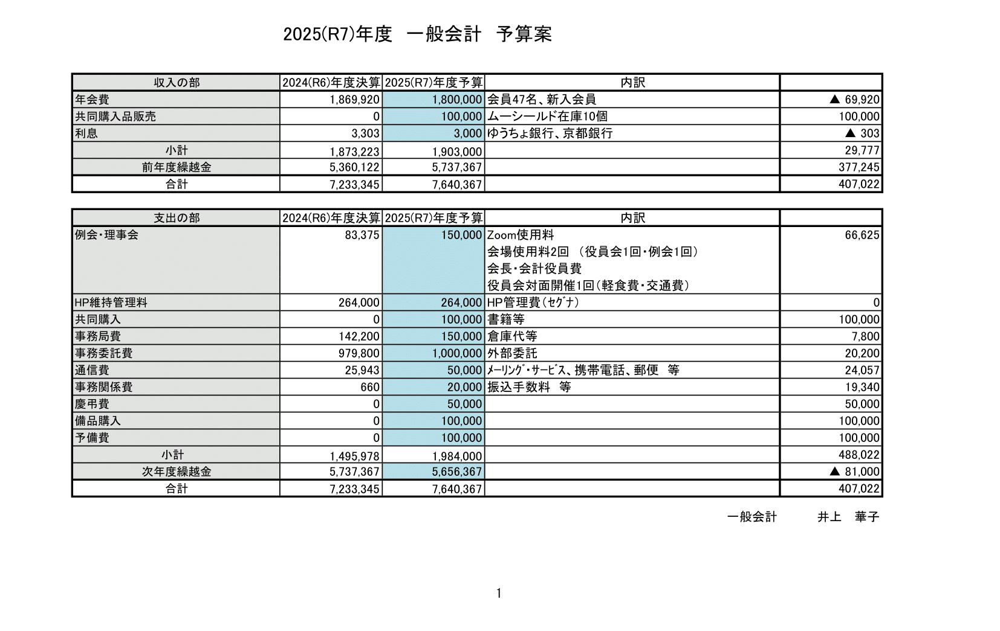 2025(R7)年度　一般会計　予算案
収入の部 2024(R6)年度決算 2025(R7)年度予算 内訳
年会費 1,869,920 1,800,000 会員47名、新入会員 ▲ 69,920
共同購入品販売 0 100,000 ムーシールド在庫10個 100,000
利息 3,303 3,000 ゆうちょ銀行、京都銀行 ▲ 303
小計 1,873,223 1,903,000 29,777
前年度繰越金 5,360,122 5,737,367 377,245
合計 7,233,345 7,640,367 407,022
支出の部 2024(R6)年度決算 2025(R7)年度予算 内訳
例会・理事会 83,375 150,000 Zoom使用料 66,625
会場使用料2回　（役員会1回・例会1回）
会長・会計役員費
役員会対面開催1回（軽食費・交通費）
HP維持管理料 264,000 264,000 HP管理費（ｾｸﾞﾅ） 0
共同購入 0 100,000 書籍等 100,000
事務局費 142,200 150,000 倉庫代等 7,800
事務委託費 979,800 1,000,000 外部委託 20,200
通信費 25,943 50,000 ﾒｰﾘﾝｸﾞ・ｻｰﾋﾞｽ、携帯電話、郵便　等 24,057
事務関係費 660 20,000 振込手数料　等 19,340
慶弔費 0 50,000 50,000
備品購入 0 100,000 100,000
予備費 0 100,000 100,000
小計 1,495,978 1,984,000 488,022
次年度繰越金 5,737,367 5,656,367 ▲ 81,000
合計 7,233,345 7,640,367 407,022
一般会計　井上　華子
1